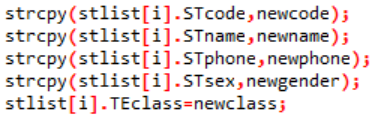 strcpy(stlist[i].STcode,newcode);
strcpy(stlist[i].STname,newname);
strcpy(stlist[i].STphone,newphone);
strcpy(stlist[i].STsex,newgender);
stlist[i].TEclass=newclass;